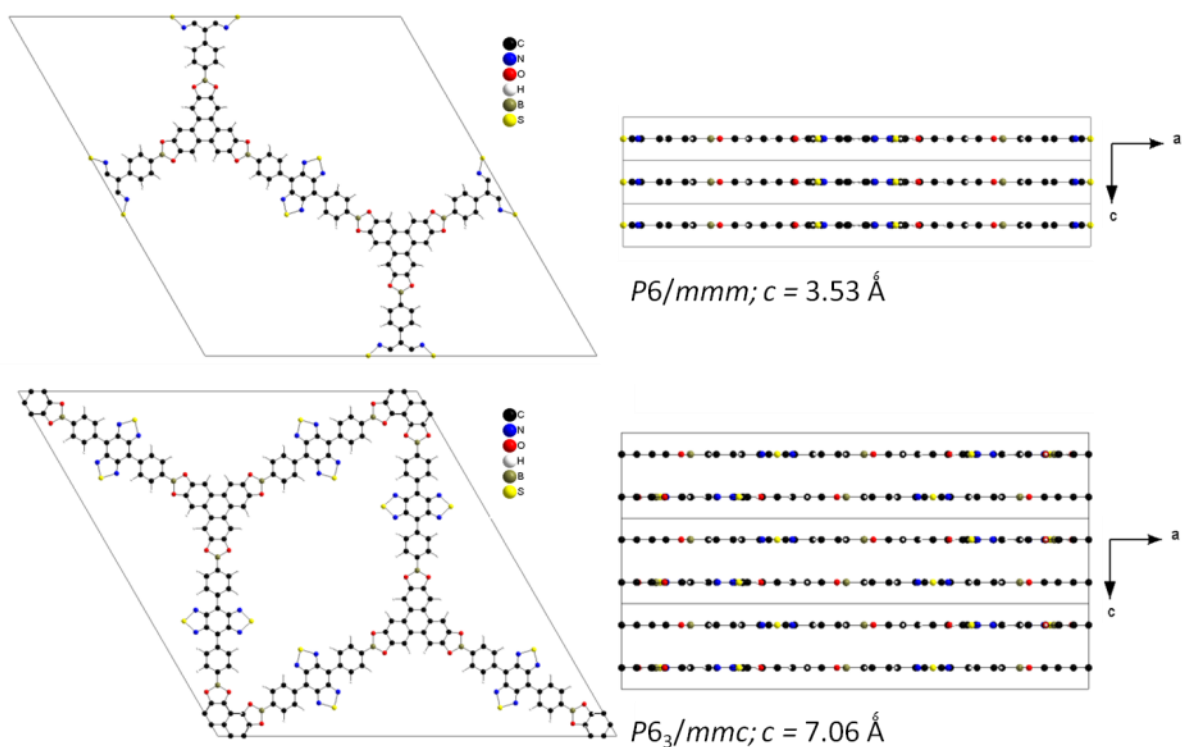 C
N
O
H
B
S
a
c
P6/mmm; c = 3.53 Å
C
N
O
H
B
S
a
c
P6₃/mmc; c = 7.06 Å